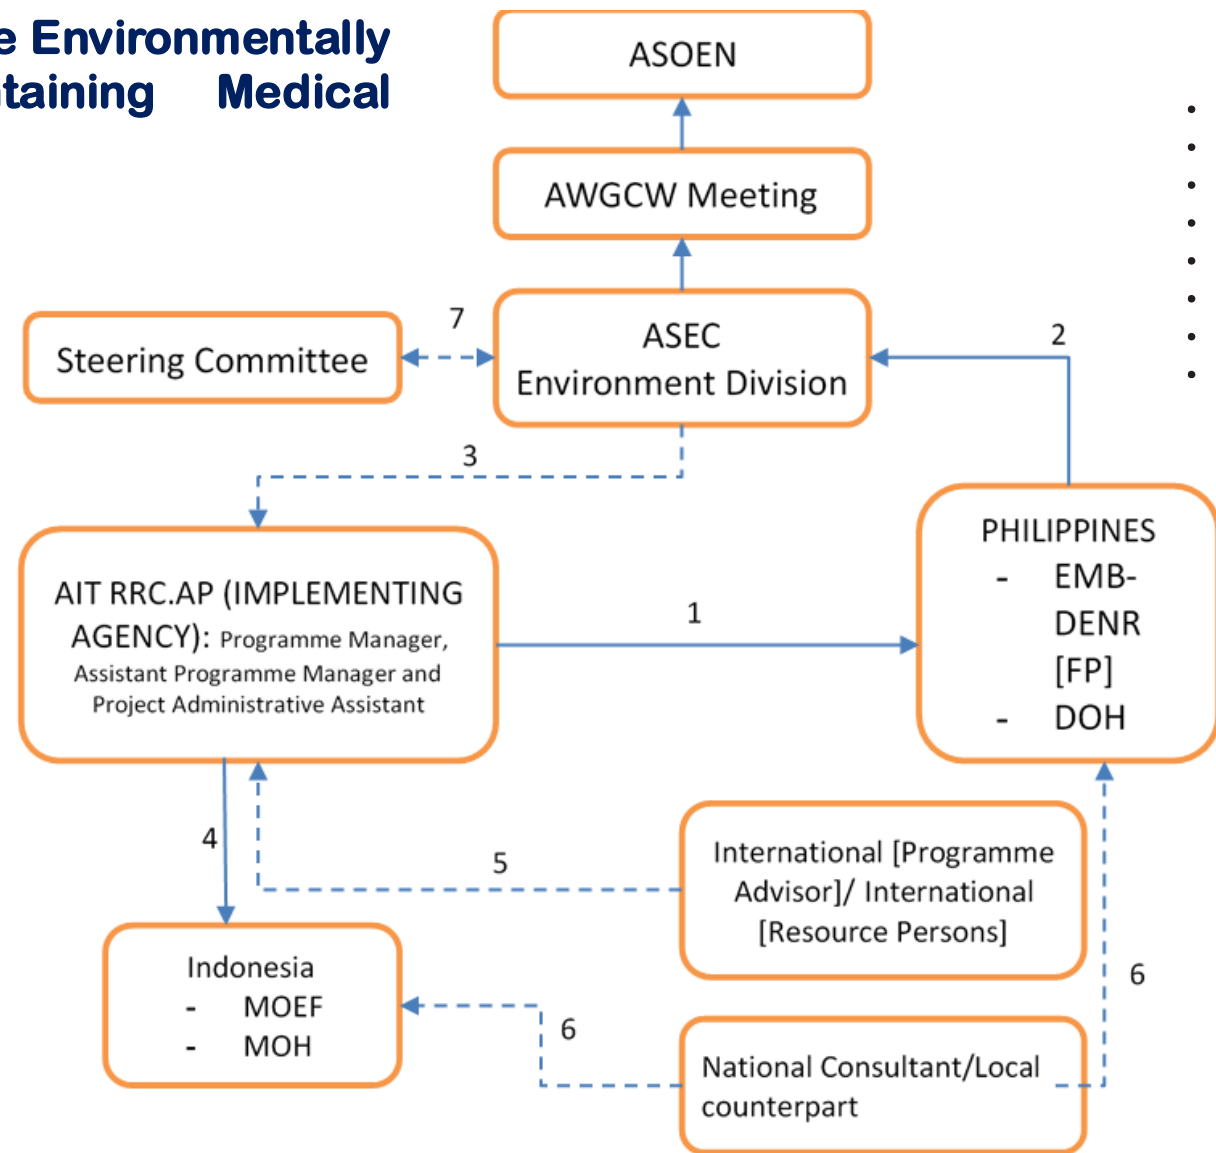 e Environmentally
ntaining Medical
ASOEN
AWGCW Meeting
7
Steering Committee
ASEC
Environment Division
2
3
AIT RRC.AP (IMPLEMENTING
AGENCY): Programme Manager,
Assistant Programme Manager and
Project Administrative Assistant
1
PHILIPPINES
- EMB-
DENR
[FP]
- DOH
4
5
International [Programme
Advisor]/ International
[Resource Persons]
Indonesia
- MOEF
- MOH
6
6
National Consultant/Local
counterpart